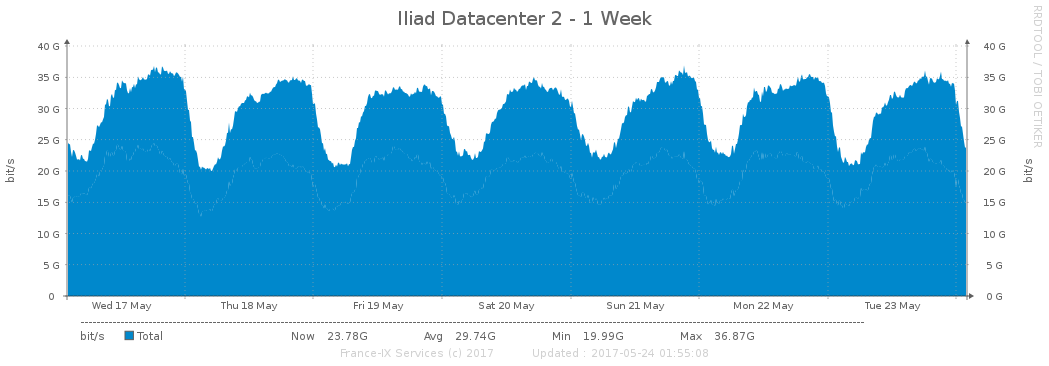 Iliad Datacenter 2 - 1 Week
RRDTOOL / TOBI OETIKER
40 G 40 G
35 G 35 G
30 G 30 G
25 G 25 G
20 G 20 G
15 G 15 G
10 G 10 G
5 G 5 G
0 0 G
bit/s bit/s
Wed 17 May Thu 18 May Fri 19 May Sat 20 May Sun 21 May Mon 22 May Tue 23 May
bit/s Total Now 23.78G Avg 29.74G Min 19.99G Max 36.87G
France-IX Services (c) 2017 Updated : 2017-05-24 01:55:08